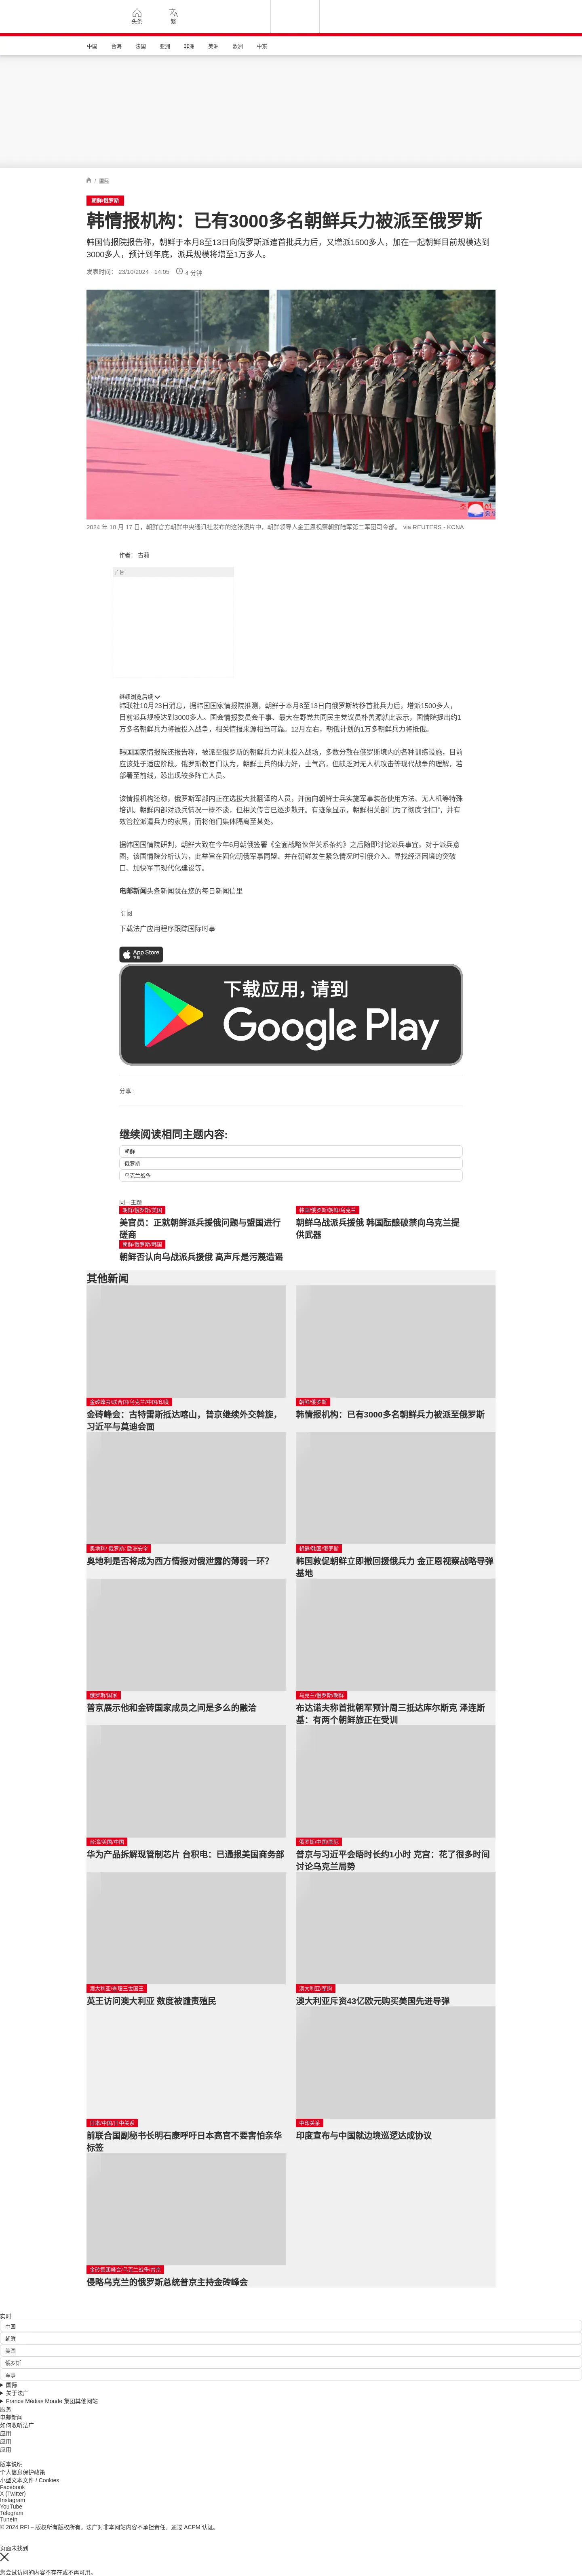 头条
繁
中国
台海
法国
亚洲
非洲
美洲
欧洲
中东
/ 国际
朝鲜/俄罗斯
韩情报机构：已有3000多名朝鲜兵力被派至俄罗斯
韩国情报院报告称，朝鲜于本月8至13日向俄罗斯派遣首批兵力后，又增派1500多人，加在一起朝鲜目前规模达到
3000多人，预计到年底，派兵规模将增至1万多人。
发表时间： 23/10/2024 - 14:05 4 分钟
2024 年 10 月 17 日，朝鲜官方朝鲜中央通讯社发布的这张照片中，朝鲜领导人金正恩视察朝鲜陆军第二军团司令部。 via REUTERS - KCNA
作者： 古莉
广告
继续浏览后续
韩联社10月23日消息，据韩国国家情报院推测，朝鲜于本月8至13日向俄罗斯转移首批兵力后，增派1500多人，
目前派兵规模达到3000多人。国会情报委员会干事、最大在野党共同民主党议员朴善源就此表示，国情院提出约1
万多名朝鲜兵力将被投入战争，相关情报来源相当可靠。12月左右，朝俄计划的1万多朝鲜兵力将抵俄。
韩国国家情报院还报告称，被派至俄罗斯的朝鲜兵力尚未投入战场，多数分散在俄罗斯境内的各种训练设施，目前
应该处于适应阶段。俄罗斯教官们认为，朝鲜士兵的体力好，士气高，但缺乏对无人机攻击等现代战争的理解，若
部署至前线，恐出现较多阵亡人员。
该情报机构还称，俄罗斯军部内正在选拔大批翻译的人员，并面向朝鲜士兵实施军事装备使用方法、无人机等特殊
培训。朝鲜内部对派兵情况一概不谈，但相关传言已逐步散开。有迹象显示，朝鲜相关部门为了彻底“封口”，并有
效管控派遣兵力的家属，而将他们集体隔离至某处。
据韩国国情院判断，朝鲜大致在今年6月朝俄签署《全面战略伙伴关系条约》之后随即讨论派兵事宜。对于派兵意
图，该国情院分析认为，此举旨在固化朝俄军事同盟、并在朝鲜发生紧急情况时引俄介入、寻找经济困境的突破
口、加快军事现代化建设等。
电邮新闻头条新闻就在您的每日新闻信里
订阅
下载法广应用程序跟踪国际时事
App Store
下载
下载应用，请到
Google Play
分享 :
继续阅读相同主题内容:
朝鲜
俄罗斯
乌克兰战争
同一主题
朝鲜/俄罗斯/美国
美官员：正就朝鲜派兵援俄问题与盟国进行
磋商
韩国/俄罗斯/朝鲜/乌克兰
朝鲜乌战派兵援俄 韩国酝酿破禁向乌克兰提
供武器
朝鲜/俄罗斯/韩国
朝鲜否认向乌战派兵援俄 高声斥是污蔑造谣
其他新闻
金砖峰会/联合国/乌克兰/中国/印度
金砖峰会：古特雷斯抵达喀山，普京继续外交斡旋，
习近平与莫迪会面
朝鲜/俄罗斯
韩情报机构：已有3000多名朝鲜兵力被派至俄罗斯
奥地利/ 俄罗斯/ 欧洲安全
奥地利是否将成为西方情报对俄泄露的薄弱一环？
朝鲜/韩国/俄罗斯
韩国敦促朝鲜立即撤回援俄兵力 金正恩视察战略导弹
基地
俄罗斯/国家
普京展示他和金砖国家成员之间是多么的融洽
乌克兰/俄罗斯/朝鲜
布达诺夫称首批朝军预计周三抵达库尔斯克 泽连斯
基：有两个朝鲜旅正在受训
台湾/美国/中国
华为产品拆解现管制芯片 台积电：已通报美国商务部
俄罗斯/中国/国际
普京与习近平会晤时长约1小时 克宫：花了很多时间
讨论乌克兰局势
澳大利亚/查理三世国王
英王访问澳大利亚 数度被谴责殖民
澳大利亚/军购
澳大利亚斥资43亿欧元购买美国先进导弹
日本/中国/日中关系
前联合国副秘书长明石康呼吁日本高官不要害怕亲华
标签
中印关系
印度宣布与中国就边境巡逻达成协议
金砖集团峰会/乌克兰战争/普京
侵略乌克兰的俄罗斯总统普京主持金砖峰会
实时
中国
朝鲜
美国
俄罗斯
军事
国际
关于法广
France Médias Monde 集团其他网站
服务
电邮新闻
如何收听法广
应用
应用
应用
版本说明
个人信息保护政策
小型文本文件 / Cookies
Facebook
X (Twitter)
Instagram
YouTube
Telegram
TuneIn
© 2024 RFI – 版权所有版权所有。法广对非本网站内容不承担责任。通过 ACPM 认证。
页面未找到
您尝试访问的内容不存在或不再可用。